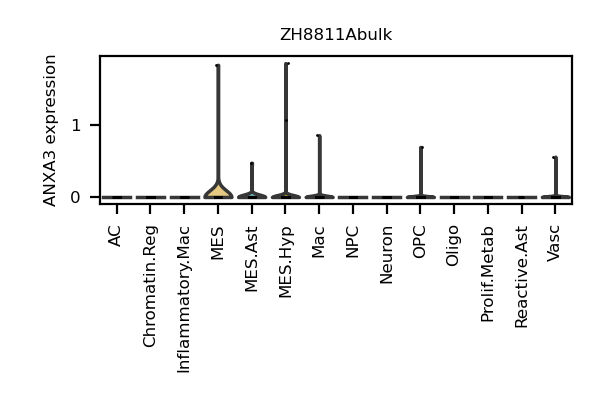 ZH8811Abulk
ANXA3 expression
1
0
AC
Chromatin.Reg
Inflammatory.Mac
MES
MES.Ast
MES.Hyp
Mac
NPC
Neuron
OPC
Oligo
Prolif.Metab
Reactive.Ast
Vasc